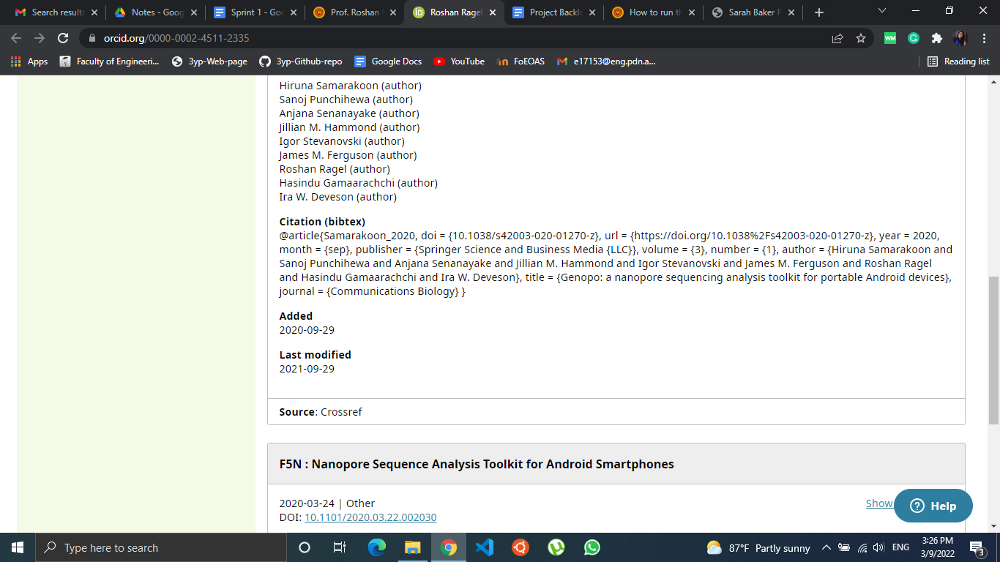 Search results
Notes - Goog
Sprint 1 - Goo
Prof. Roshan
Roshan Ragel
Project Backlo
How to run th
Sarah Baker P
orcid.org/0000-0002-4511-2335
Apps
Faculty of Engineeri...
3yp-Web-page
3yp-Github-repo
Google Docs
YouTube
FoEOAS
e17153@eng.pdn.a...
Reading list
Hiruna Samarakoon (author)
Sanoj Punchihewa (author)
Anjana Senanayake (author)
Jillian M. Hammond (author)
Igor Stevanovski (author)
James M. Ferguson (author)
Roshan Ragel (author)
Hasindu Gamaarachchi (author)
Ira W. Deveson (author)
Citation (bibtex)
@article{Samarakoon_2020, doi = {10.1038/s42003-020-01270-z}, url = {https://doi.org/10.1038%2Fs42003-020-01270-z}, year = 2020,
month = {sep}, publisher = {Springer Science and Business Media {LLC}}, volume = {3}, number = {1}, author = {Hiruna Samarakoon and
Sanoj Punchihewa and Anjana Senanayake and Jillian M. Hammond and Igor Stevanovski and James M. Ferguson and Roshan Ragel
and Hasindu Gamaarachchi and Ira W. Deveson}, title = {Genopo: a nanopore sequencing analysis toolkit for portable Android devices},
journal = {Communications Biology} }
Added
2020-09-29
Last modified
2021-09-29
Source: Crossref
F5N : Nanopore Sequence Analysis Toolkit for Android Smartphones
2020-03-24 | Other
Show
DOI: 10.1101/2020.03.22.002030
Help
Type here to search
87°F Partly sunny
ENG
3:26 PM
3/9/2022
3